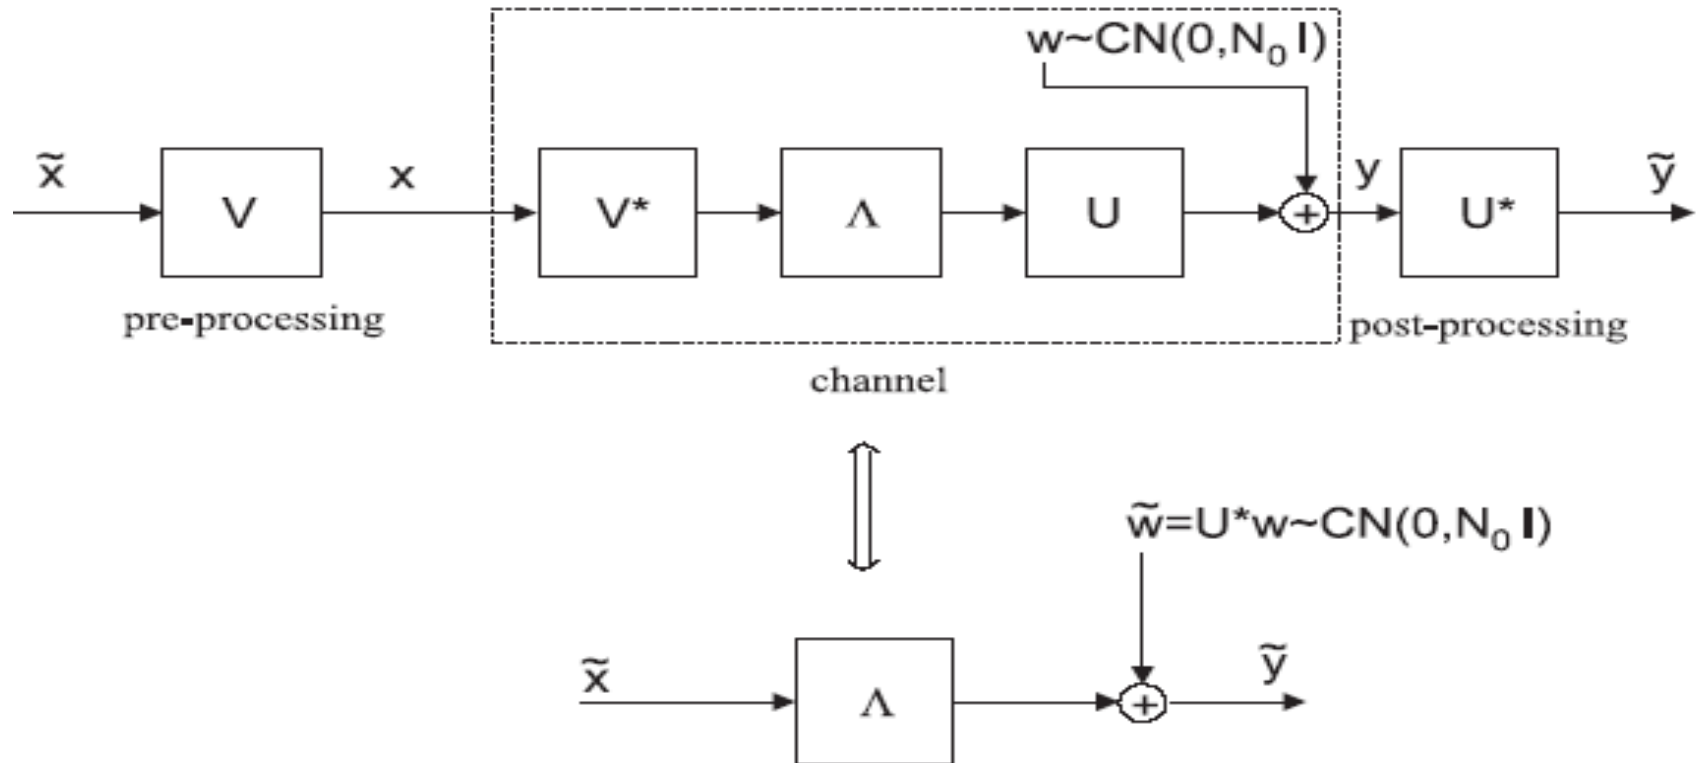 w~CN(0,N₀ I)
x̃
x
y
ỹ
V
V*
Λ
U
+
U*
pre-processing
post-processing
channel
w̃=U*w~CN(0,N₀ I)
x̃
Λ
+
ỹ